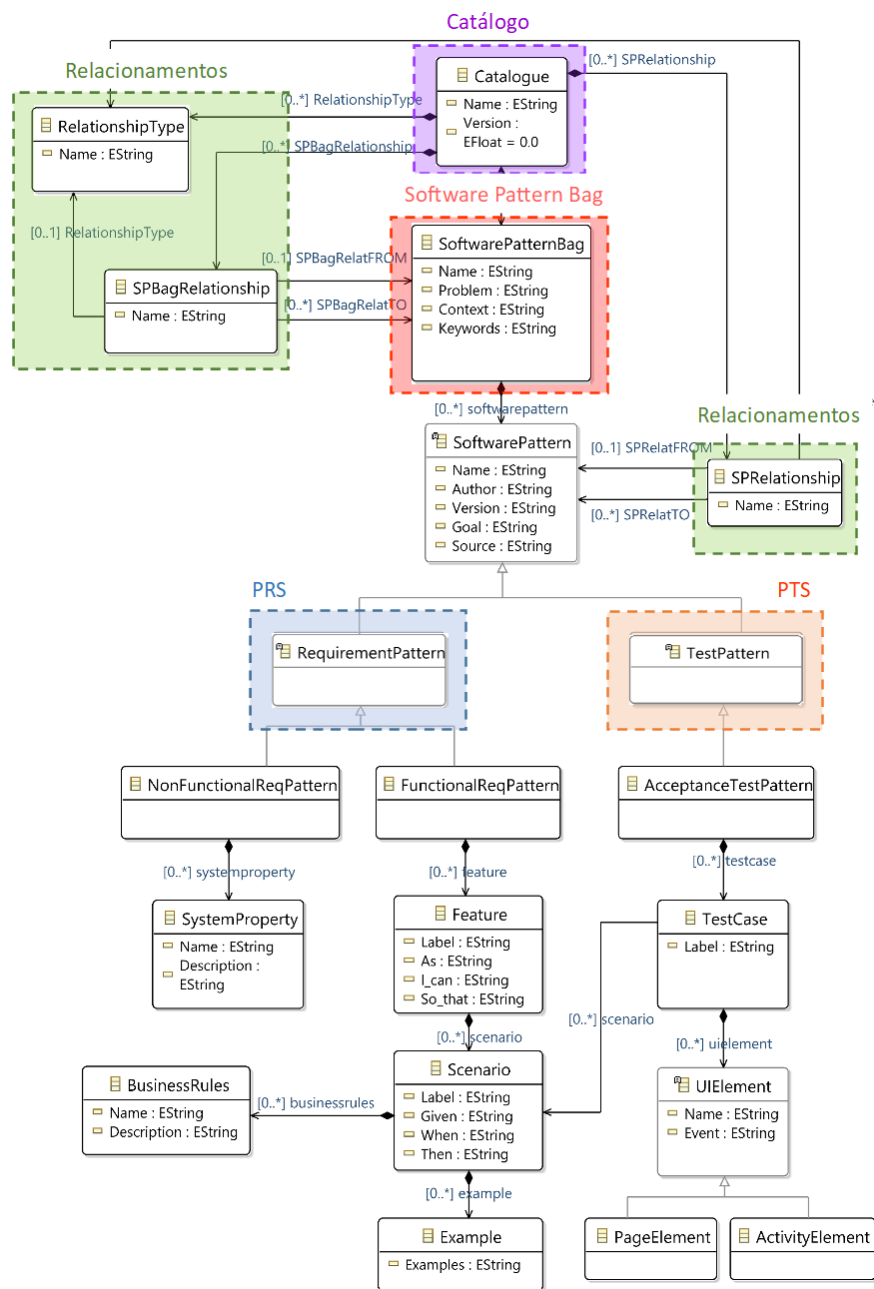 Catálogo
Relacionamentos
[0..*] SPRelationship
Catalogue
Name : EString
Version :
EFloat = 0.0
[0..*] RelationshipType
RelationshipType
Name : EString
[0..*] SPBagRelationship
Software Pattern Bag
[0..1] RelationshipType
SoftwarePatternBag
Name : EString
Problem : EString
Context : EString
Keywords : EString
[0..1] SPBagRelatFROM
SPBagRelationship
Name : EString
[0..*] SPBagRelatTO
[0..*] softwarepattern
Relacionamentos
SoftwarePattern
Name : EString
Author : EString
Version : EString
Goal : EString
Source : EString
[0..1] SPRelatFROM
SPRelationship
Name : EString
[0..*] SPRelatTO
PRS
PTS
RequirementPattern
TestPattern
NonFunctionalReqPattern
FunctionalReqPattern
AcceptanceTestPattern
[0..*] systemproperty
[0..*] feature
[0..*] testcase
SystemProperty
Name : EString
Description :
EString
Feature
Label : EString
As : EString
I_can : EString
So_that : EString
TestCase
Label : EString
[0..*] scenario
[0..*] scenario
[0..*] uielement
BusinessRules
Name : EString
Description : EString
[0..*] businessrules
Scenario
Label : EString
Given : EString
When : EString
Then : EString
UIElement
Name : EString
Event : EString
[0..*] example
Example
Examples : EString
PageElement
ActivityElement